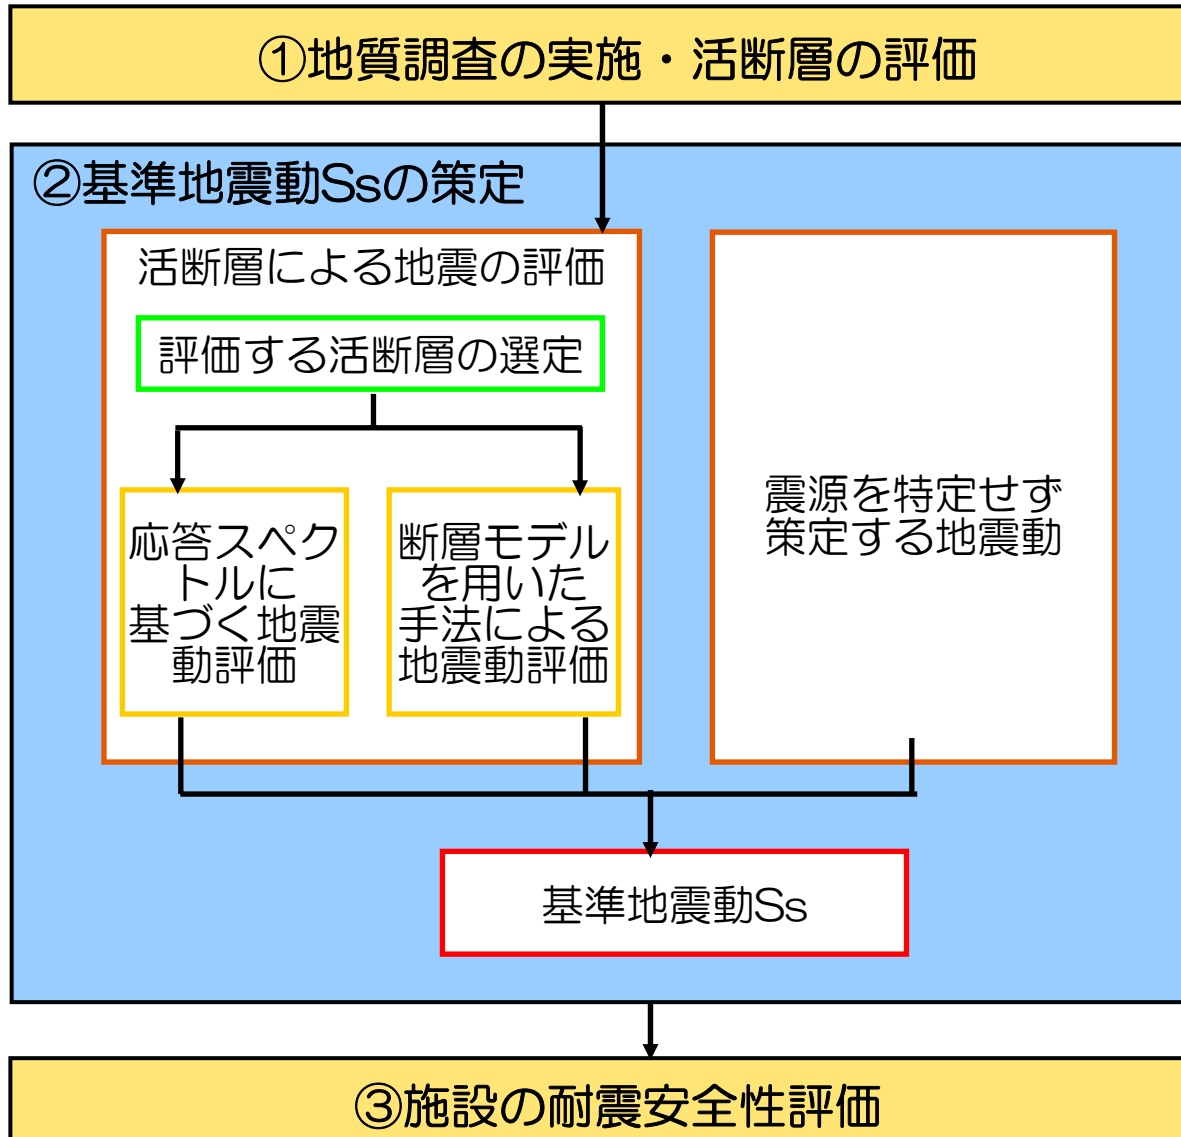 ①地質調査の実施・活断層の評価
②基準地震動Ssの策定
活断層による地震の評価
評価する活断層の選定
応答スペク
トルに
基づく地震
動評価
断層モデル
を用いた
手法による
地震動評価
震源を特定せず
策定する地震動
基準地震動Ss
③施設の耐震安全性評価